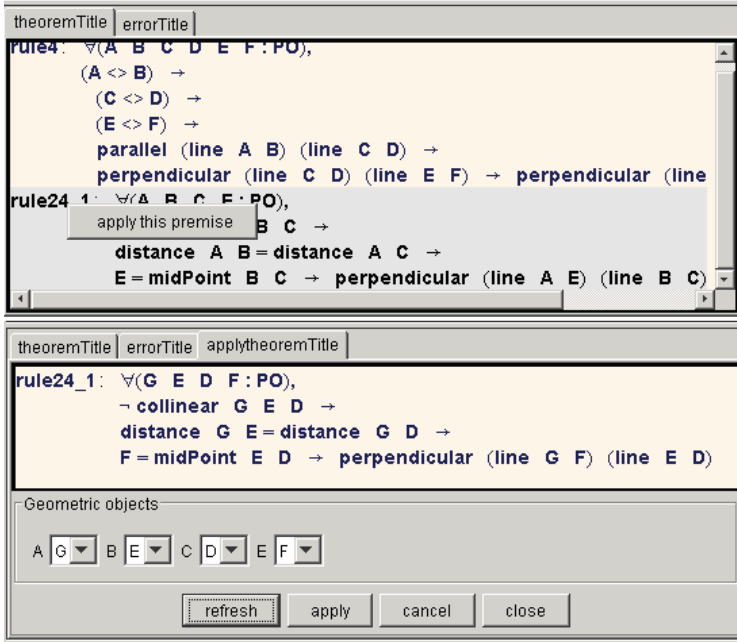 theoremTitle errorTitle
rule4: ∀(A B C D E F : PO),
(A <> B) →
(C <> D) →
(E <> F) →
parallel (line A B) (line C D) →
perpendicular (line C D) (line E F) → perpendicular (line
rule24_1: ∀(A B C E : PO),
apply this premise B C →
distance A B = distance A C →
E = midPoint B C → perpendicular (line A E) (line B C)
theoremTitle errorTitle applytheoremTitle
rule24_1: ∀(G E D F : PO),
¬ collinear G E D →
distance G E = distance G D →
F = midPoint E D → perpendicular (line G F) (line E D)
Geometric objects
A G B E C D E F
refresh apply cancel close